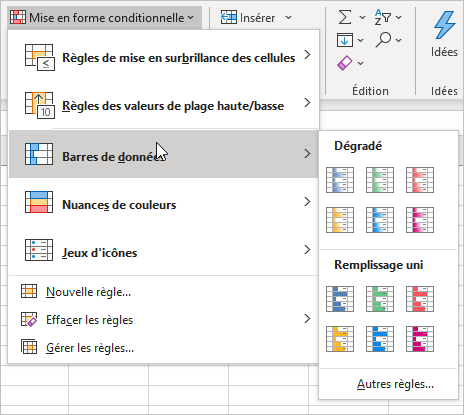 Mise en forme conditionnelle
Insérer
Édition
Idées
Idées
Règles de mise en surbrillance des cellules
Règles des valeurs de plage haute/basse
10
Barres de données
Nuances de couleurs
Jeux d'icônes
Nouvelle règle...
Effacer les règles
Gérer les règles...
Dégradé
Remplissage uni
Autres règles...